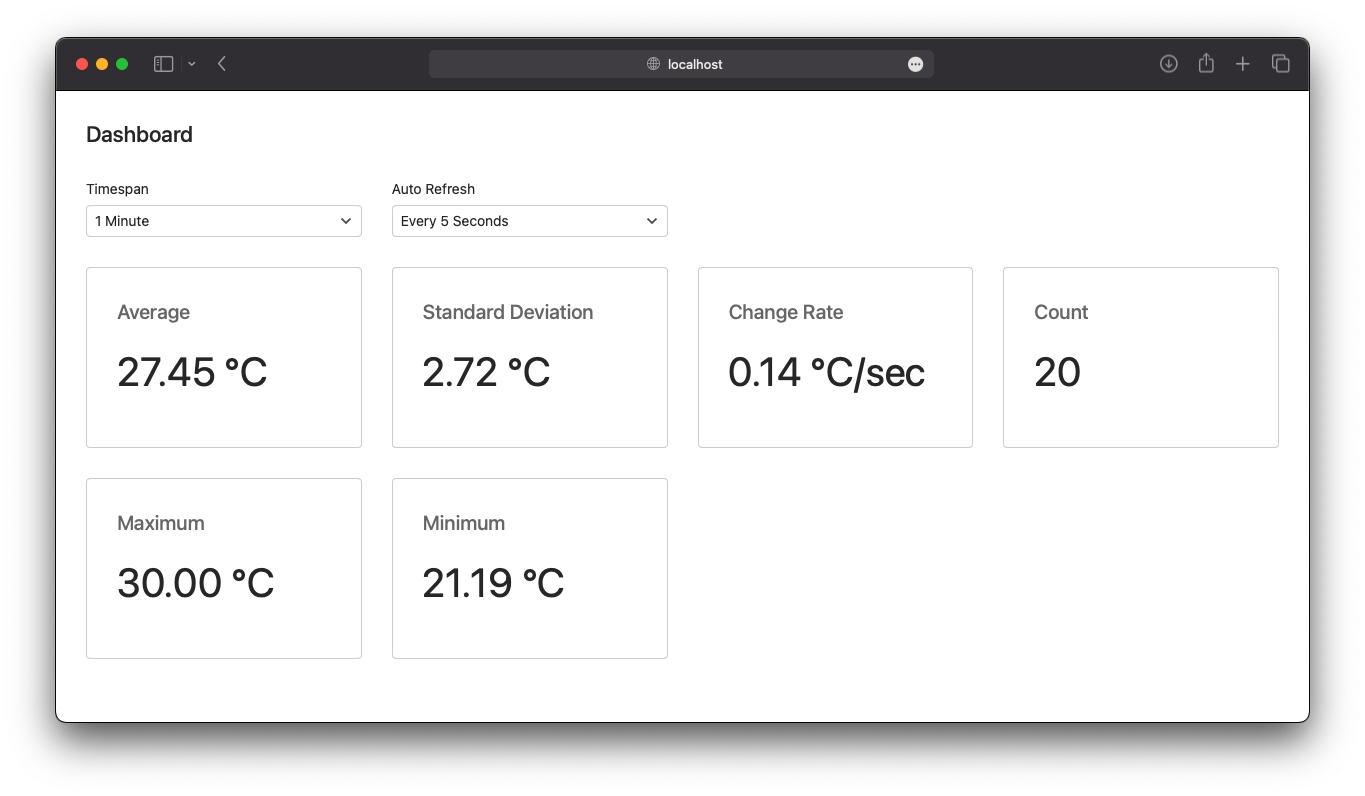 localhost
Dashboard
Timespan
Auto Refresh
1 Minute
Every 5 Seconds
Average
27.45 °C
Standard Deviation
2.72 °C
Change Rate
0.14 °C/sec
Count
20
Maximum
30.00 °C
Minimum
21.19 °C